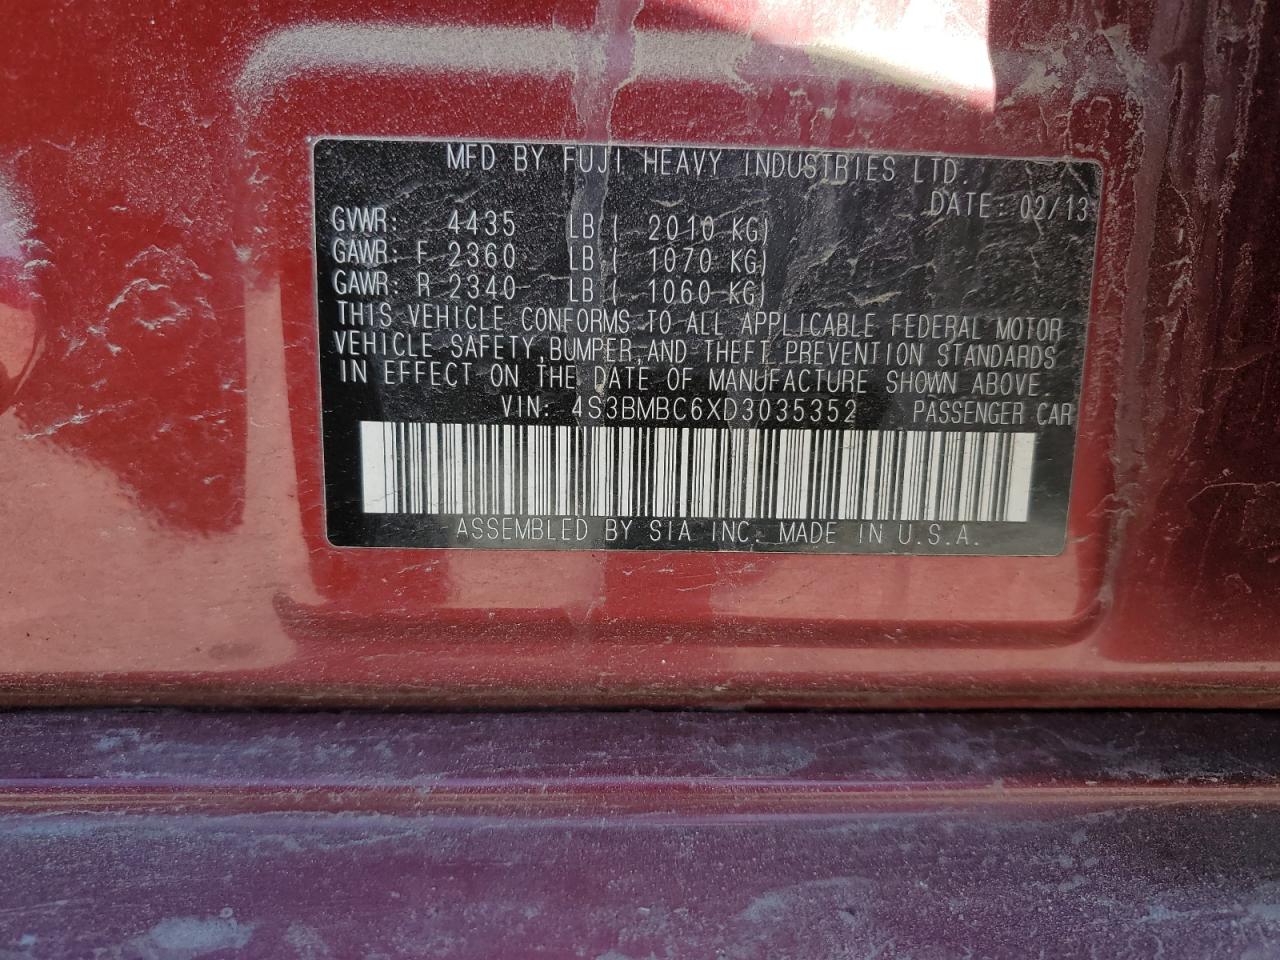 MFD BY FUJI HEAVY INDUSTRIES LTD.
DATE: 02/13
GVWR: 4435 LB ( 2010 KG)
GAWR: F 2360 LB ( 1070 KG)
GAWR: R 2340 LB ( 1060 KG)
THIS VEHICLE CONFORMS TO ALL APPLICABLE FEDERAL MOTOR
VEHICLE SAFETY, BUMPER, AND THEFT PREVENTION STANDARDS
IN EFFECT ON THE DATE OF MANUFACTURE SHOWN ABOVE.
VIN: 4S3BMBC6XD3035352 PASSENGER CAR
ASSEMBLED BY SIA INC. MADE IN U.S.A.